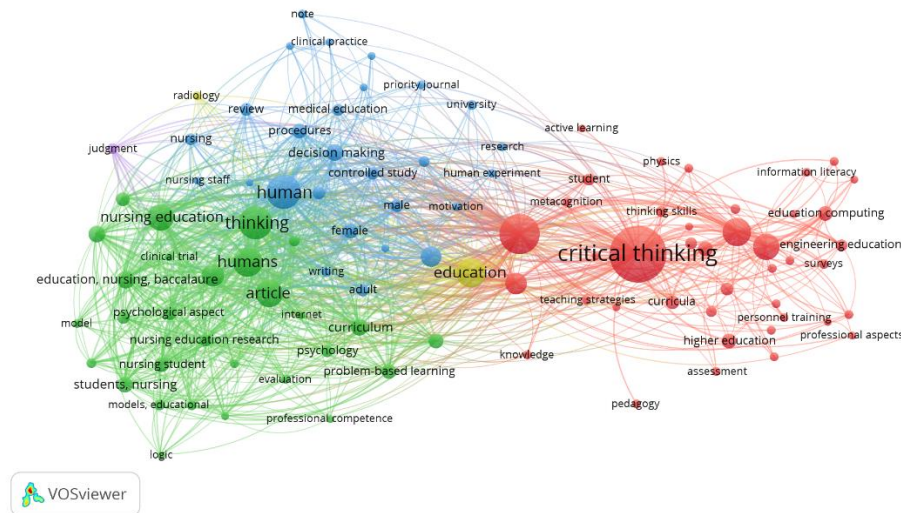 note
clinical practice
priority journal
radiology
review
medical education
university
procedures
active learning
nursing
judgment
decision making
research
physics
nursing staff
controlled study
human experiment
student
information literacy
human
metacognition
male
motivation
thinking skills
education computing
nursing education
thinking
female
critical thinking
engineering education
clinical trial
humans
education
surveys
education, nursing, baccalaure
writing
adult
article
teaching strategies
curricula
psychological aspect
internet
personnel training
model
curriculum
professional aspects
nursing education research
psychology
higher education
knowledge
nursing student
problem-based learning
assessment
students, nursing
evaluation
models, educational
pedagogy
professional competence
logic
VOSviewer